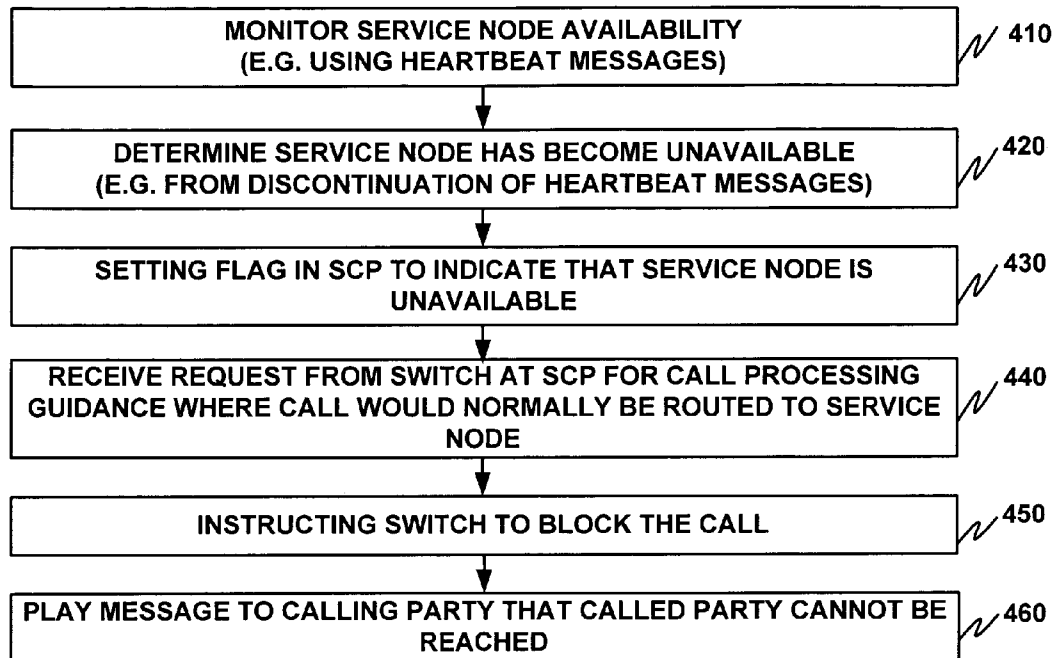 MONITOR SERVICE NODE AVAILABILITY
(E.G. USING HEARTBEAT MESSAGES)
410
DETERMINE SERVICE NODE HAS BECOME UNAVAILABLE
(E.G. FROM DISCONTINUATION OF HEARTBEAT MESSAGES)
420
SETTING FLAG IN SCP TO INDICATE THAT SERVICE NODE IS
UNAVAILABLE
430
RECEIVE REQUEST FROM SWITCH AT SCP FOR CALL PROCESSING
GUIDANCE WHERE CALL WOULD NORMALLY BE ROUTED TO SERVICE
NODE
440
INSTRUCTING SWITCH TO BLOCK THE CALL
450
PLAY MESSAGE TO CALLING PARTY THAT CALLED PARTY CANNOT BE
REACHED
460